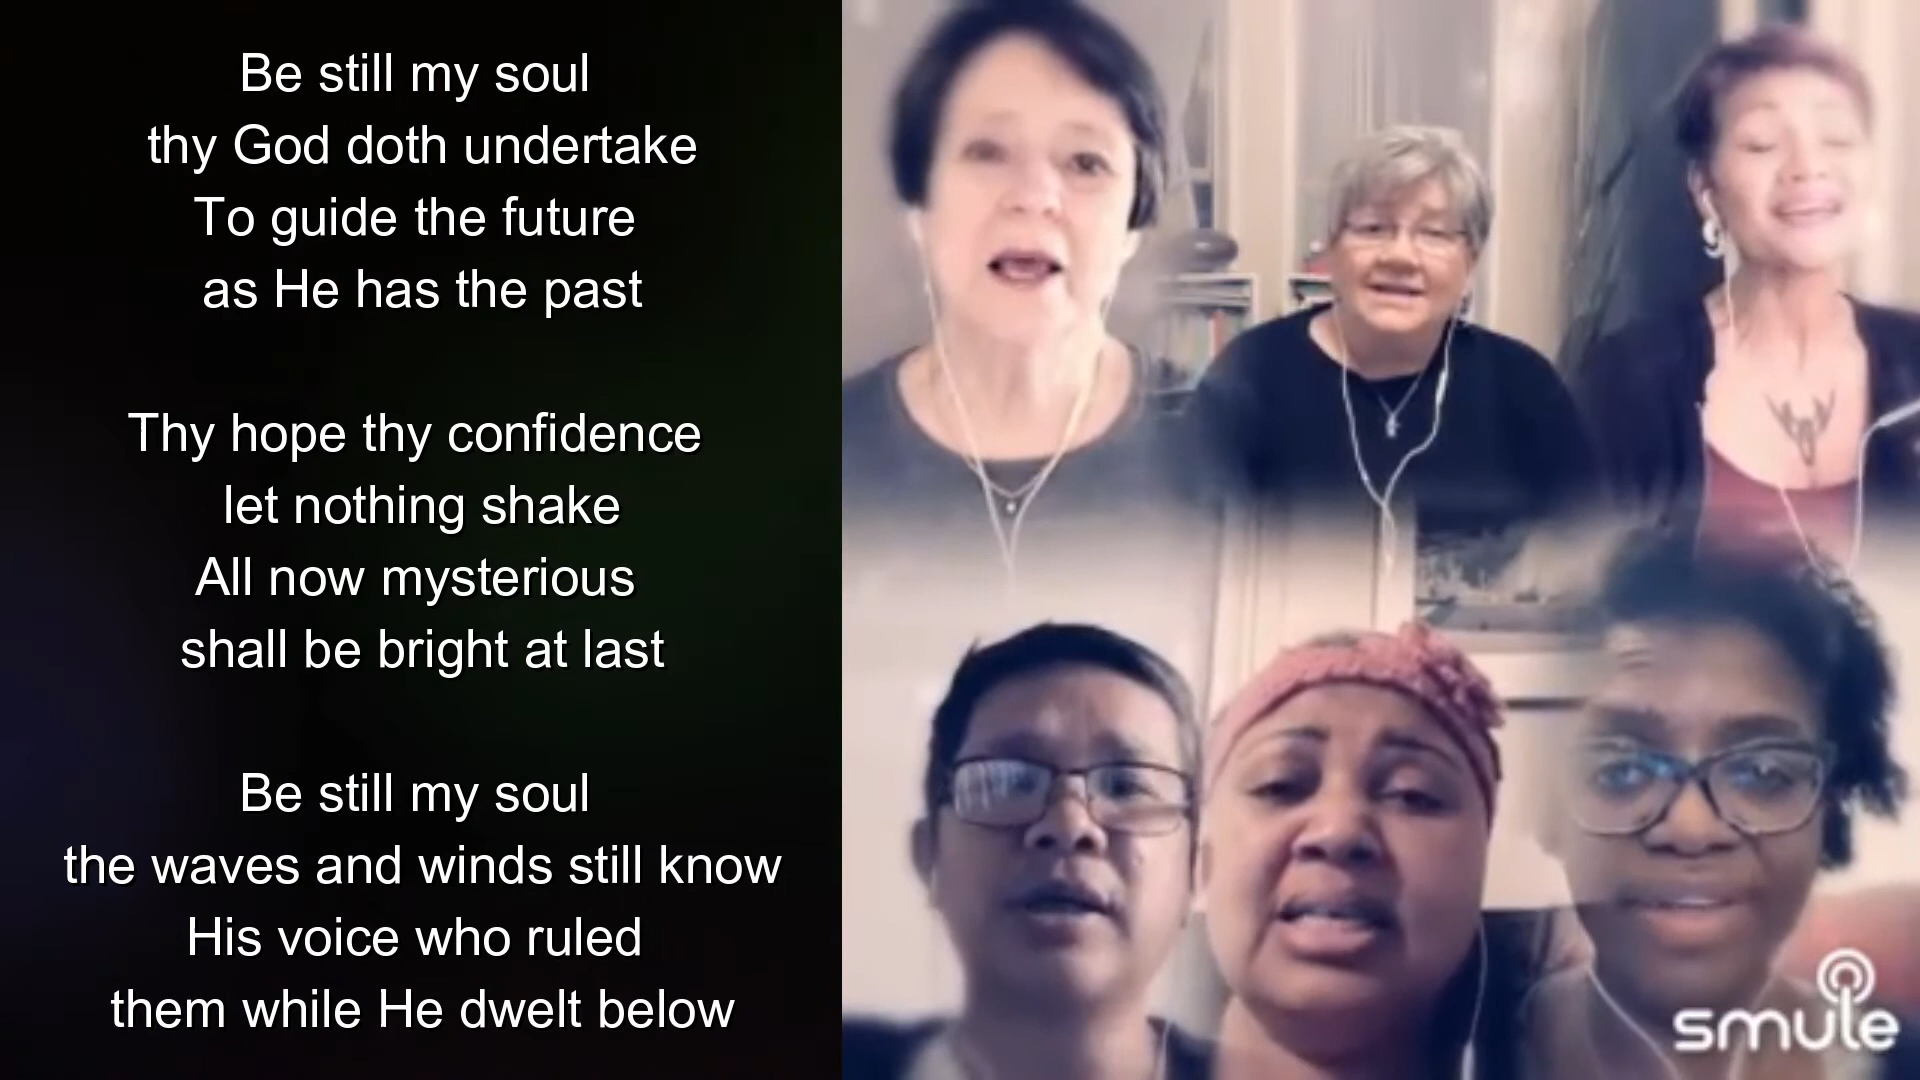 Be still my soul
thy God doth undertake
To guide the future
as He has the past
Thy hope thy confidence
let nothing shake
All now mysterious
shall be bright at last
Be still my soul
the waves and winds still know
His voice who ruled
them while He dwelt below
smule